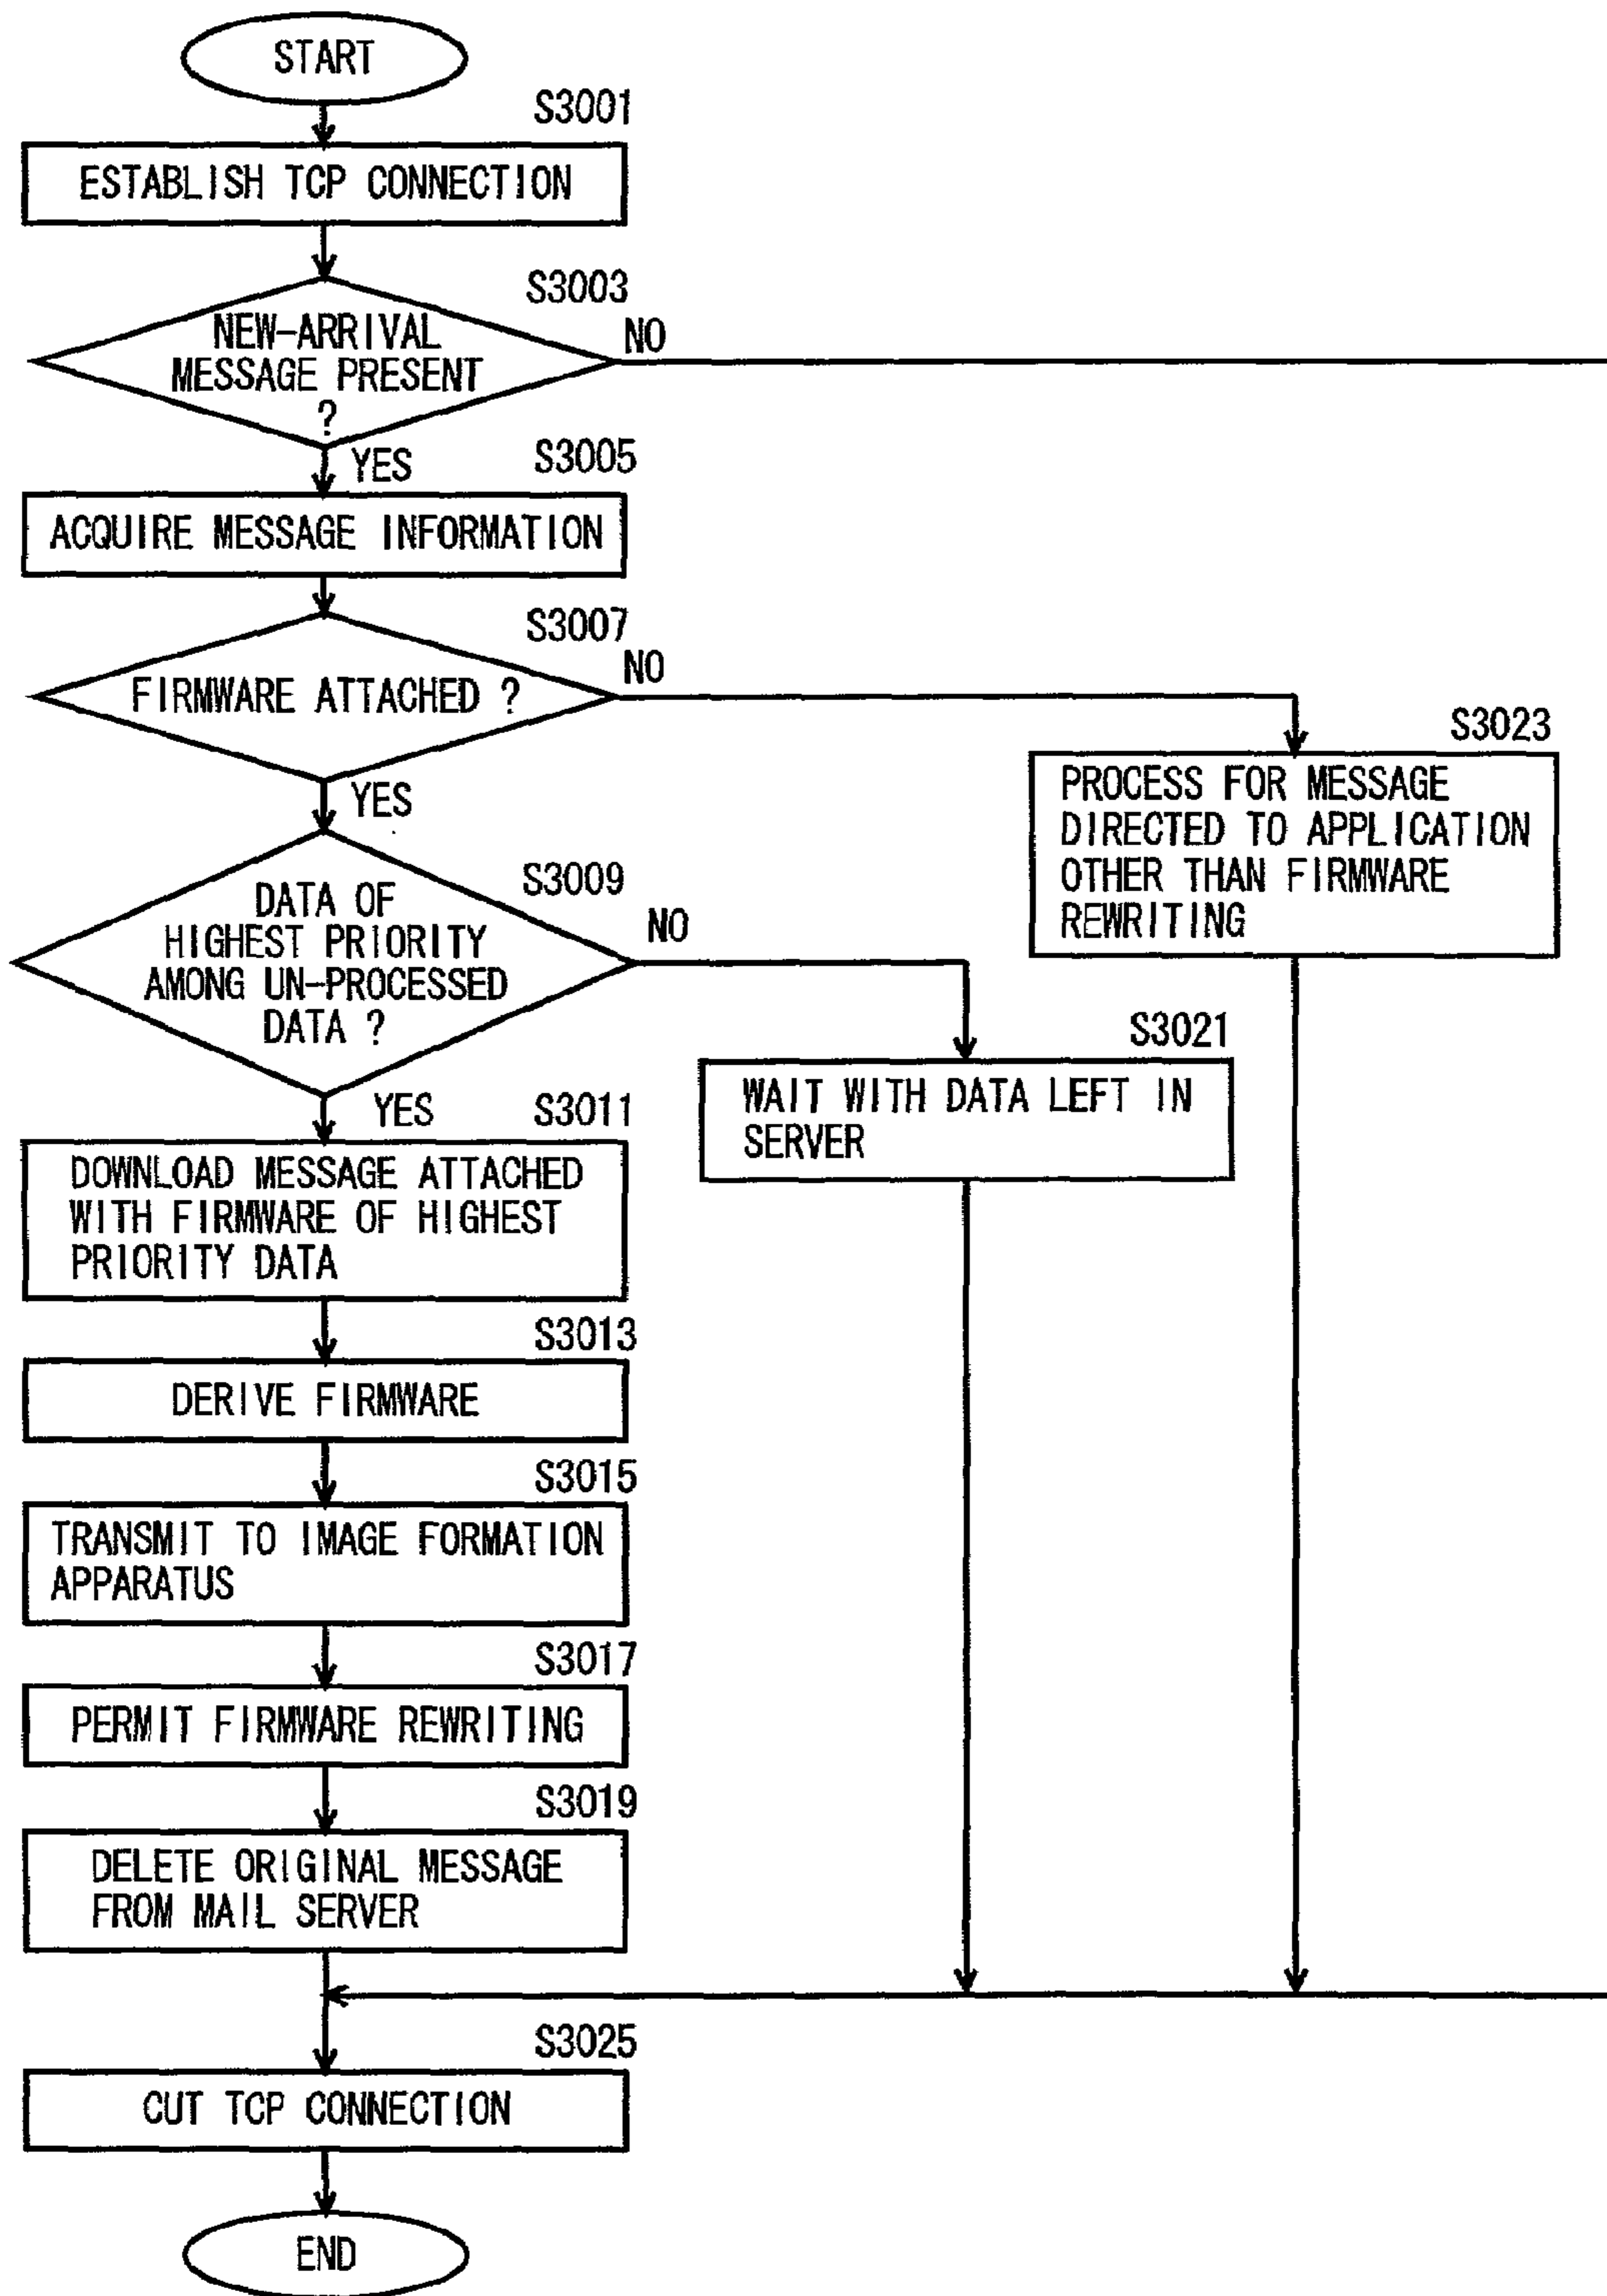 START
S3001
ESTABLISH TCP CONNECTION
S3003
NEW-ARRIVAL
MESSAGE PRESENT
?
NO
YES
S3005
ACQUIRE MESSAGE INFORMATION
S3007
FIRMWARE ATTACHED ?
NO
YES
S3023
PROCESS FOR MESSAGE
DIRECTED TO APPLICATION
OTHER THAN FIRMWARE
REWRITING
S3009
DATA OF
HIGHEST PRIORITY
AMONG UN-PROCESSED
DATA ?
NO
YES
S3021
WAIT WITH DATA LEFT IN
SERVER
S3011
DOWNLOAD MESSAGE ATTACHED
WITH FIRMWARE OF HIGHEST
PRIORITY DATA
S3013
DERIVE FIRMWARE
S3015
TRANSMIT TO IMAGE FORMATION
APPARATUS
S3017
PERMIT FIRMWARE REWRITING
S3019
DELETE ORIGINAL MESSAGE
FROM MAIL SERVER
S3025
CUT TCP CONNECTION
END